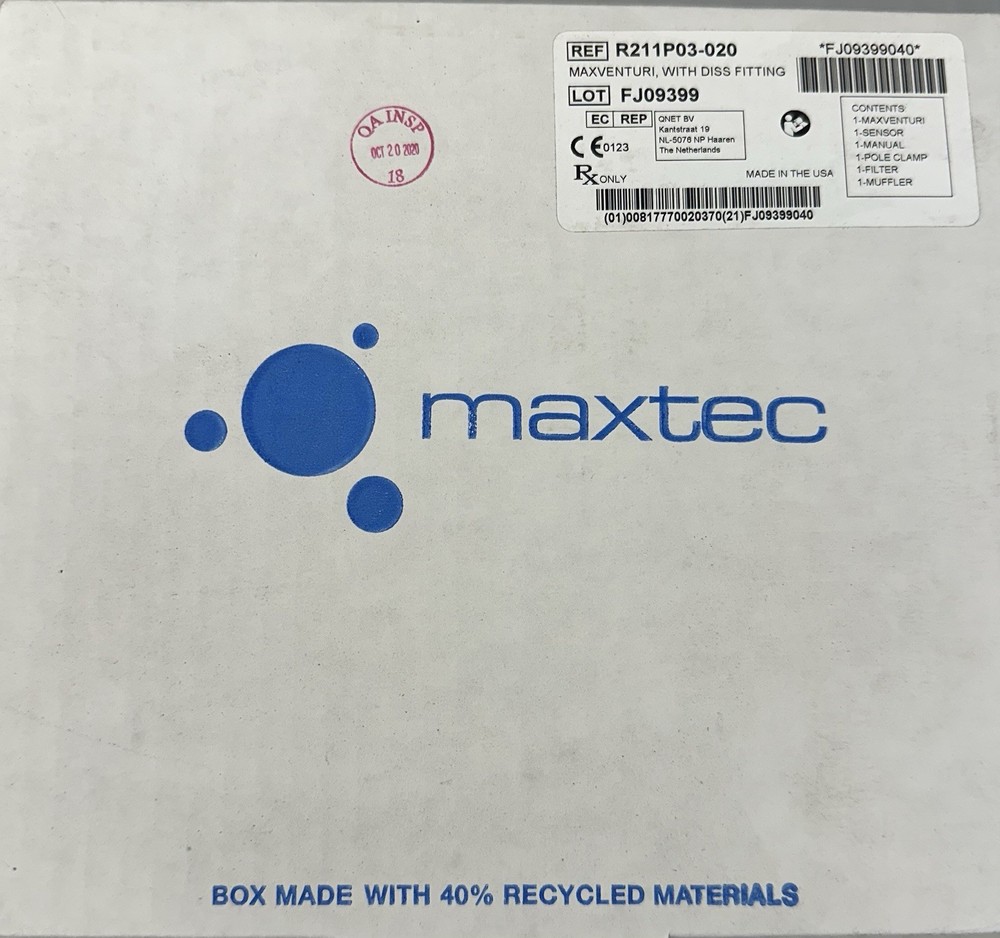 REF R211P03-020
*FJ09399040*
MAXVENTURI, WITH DISS FITTING
LOT FJ09399
EC REP
QNET BV
Kantstraat 19
NL-5076 NP Haaren
The Netherlands
CE 0123
Rx ONLY
MADE IN THE USA
CONTENTS
1-MAXVENTURI
1-SENSOR
1-MANUAL
1-POLE CLAMP
1-FILTER
1-MUFFLER
(01)00817770020370(21)FJ09399040
QA INSP
OCT 20 2020
18
maxtec
BOX MADE WITH 40% RECYCLED MATERIALS